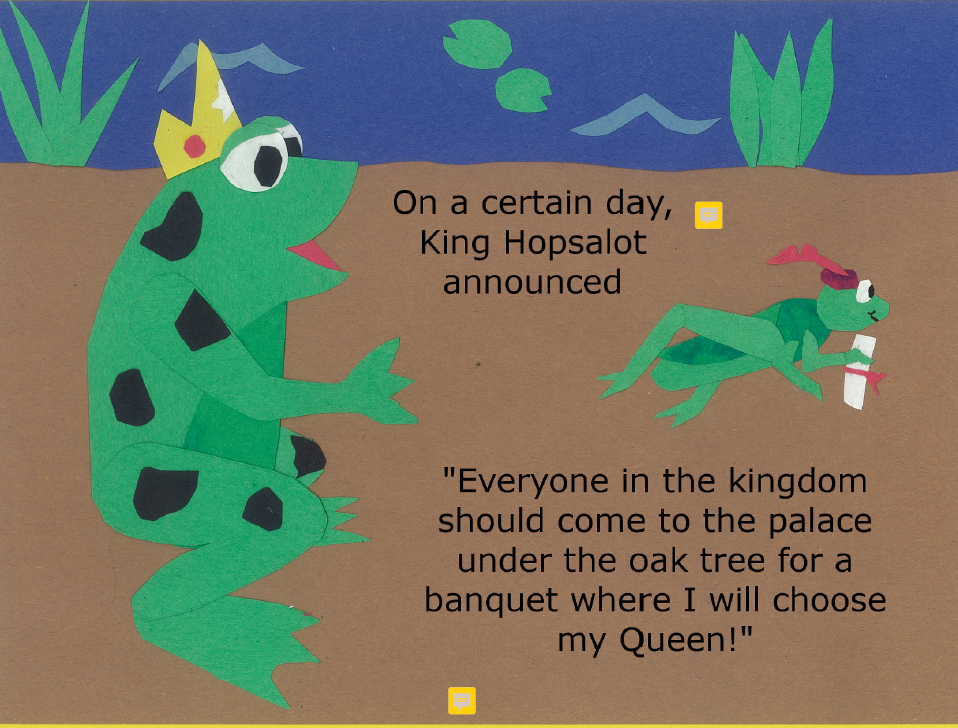 On a certain day,
King Hopsalot
announced
"Everyone in the kingdom
should come to the palace
under the oak tree for a
banquet where I will choose
my Queen!"